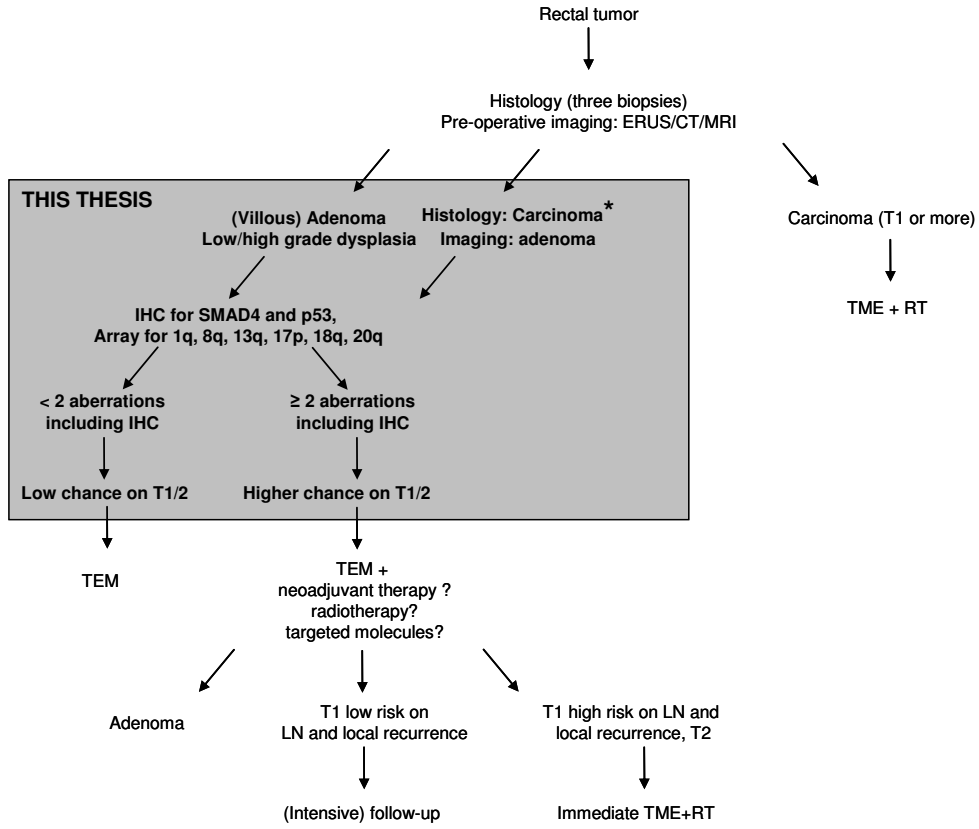 Rectal tumor
Histology (three biopsies)
Pre-operative imaging: ERUS/CT/MRI
THIS THESIS
(Villous) Adenoma
Low/high grade dysplasia
Histology: Carcinoma*
Imaging: adenoma
Carcinoma (T1 or more)
TME + RT
IHC for SMAD4 and p53,
Array for 1q, 8q, 13q, 17p, 18q, 20q
< 2 aberrations
including IHC
≥ 2 aberrations
including IHC
Low chance on T1/2
Higher chance on T1/2
TEM
TEM +
neoadjuvant therapy ?
radiotherapy?
targeted molecules?
Adenoma
T1 low risk on
LN and local recurrence
T1 high risk on LN and
local recurrence, T2
(Intensive) follow-up
Immediate TME+RT